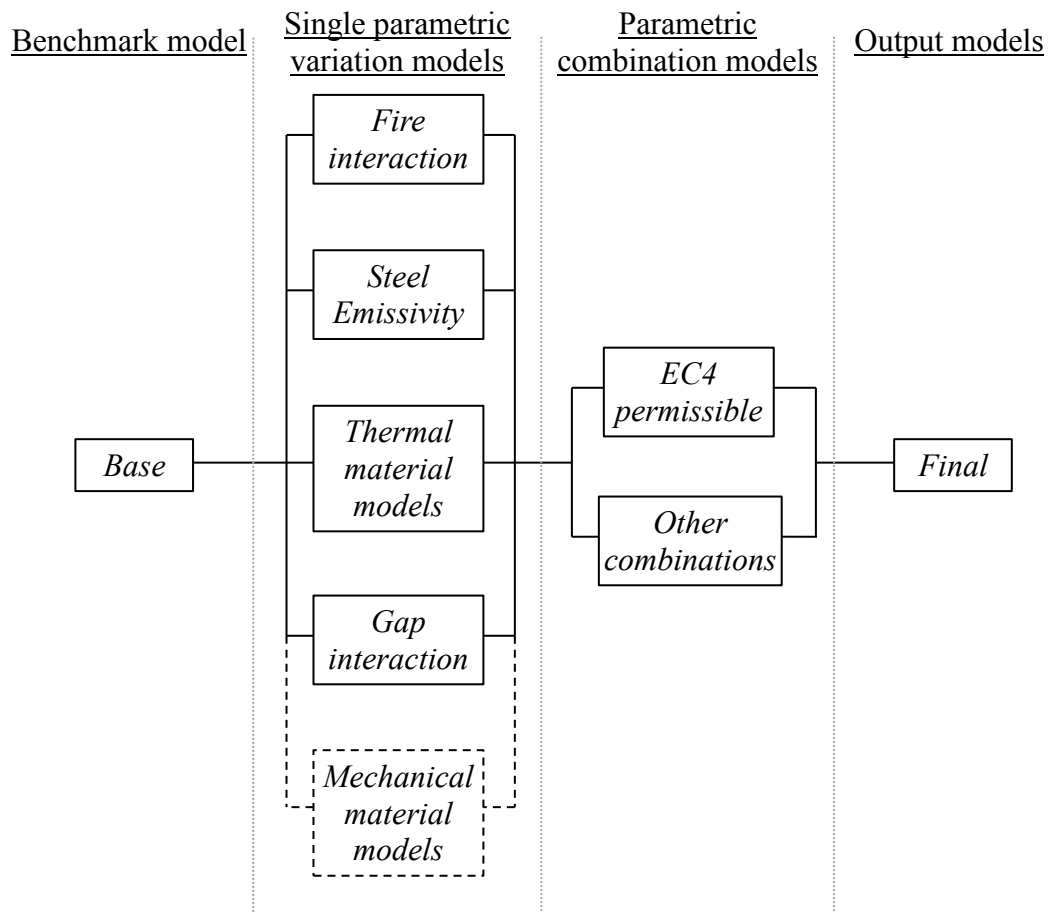 Benchmark model
Single parametric
variation models
Parametric
combination models
Output models
Fire
interaction
Steel
Emissivity
Thermal
material
models
Gap
interaction
Mechanical
material
models
Base
EC4
permissible
Other
combinations
Final